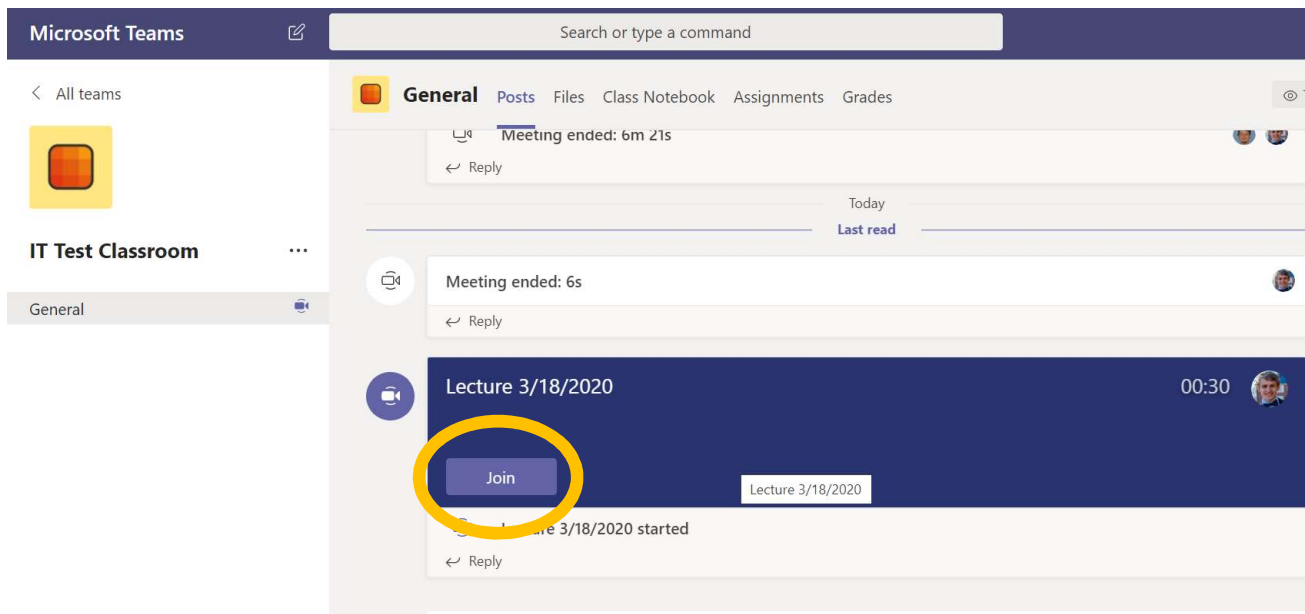 Microsoft Teams
Search or type a command
All teams
General Posts Files Class Notebook Assignments Grades
Meeting ended: 6m 21s
Reply
Today
Last read
IT Test Classroom
Meeting ended: 6s
General
Reply
Lecture 3/18/2020 00:30
Join
Lecture 3/18/2020
3/18/2020 started
Reply